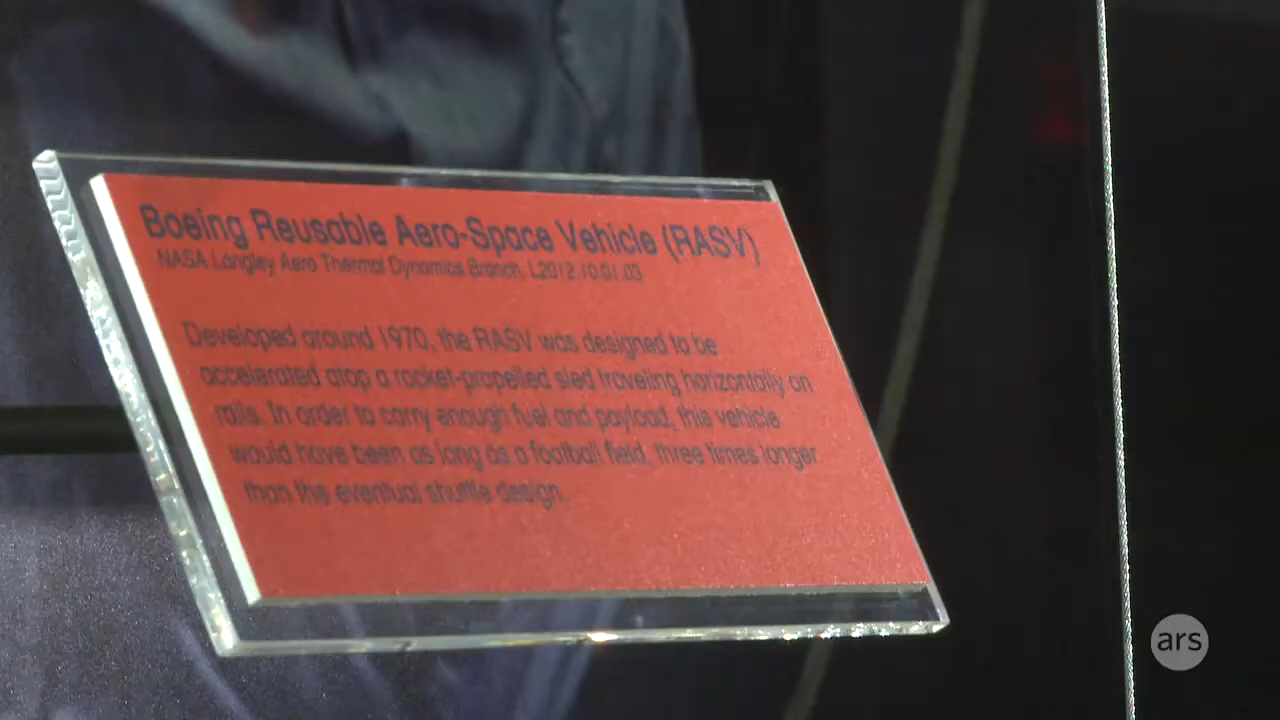 Boeing Reusable Aero-Space Vehicle (RASV)
NASA Langley Aero Thermal Dynamics Branch, L2012.10.01.03
Developed around 1970, the RASV was designed to be
accelerated atop a rocket-propelled sled traveling horizontally on
rails. In order to carry enough fuel and payload, this vehicle
would have been as long as a football field, three times longer
than the eventual shuttle design.
ars